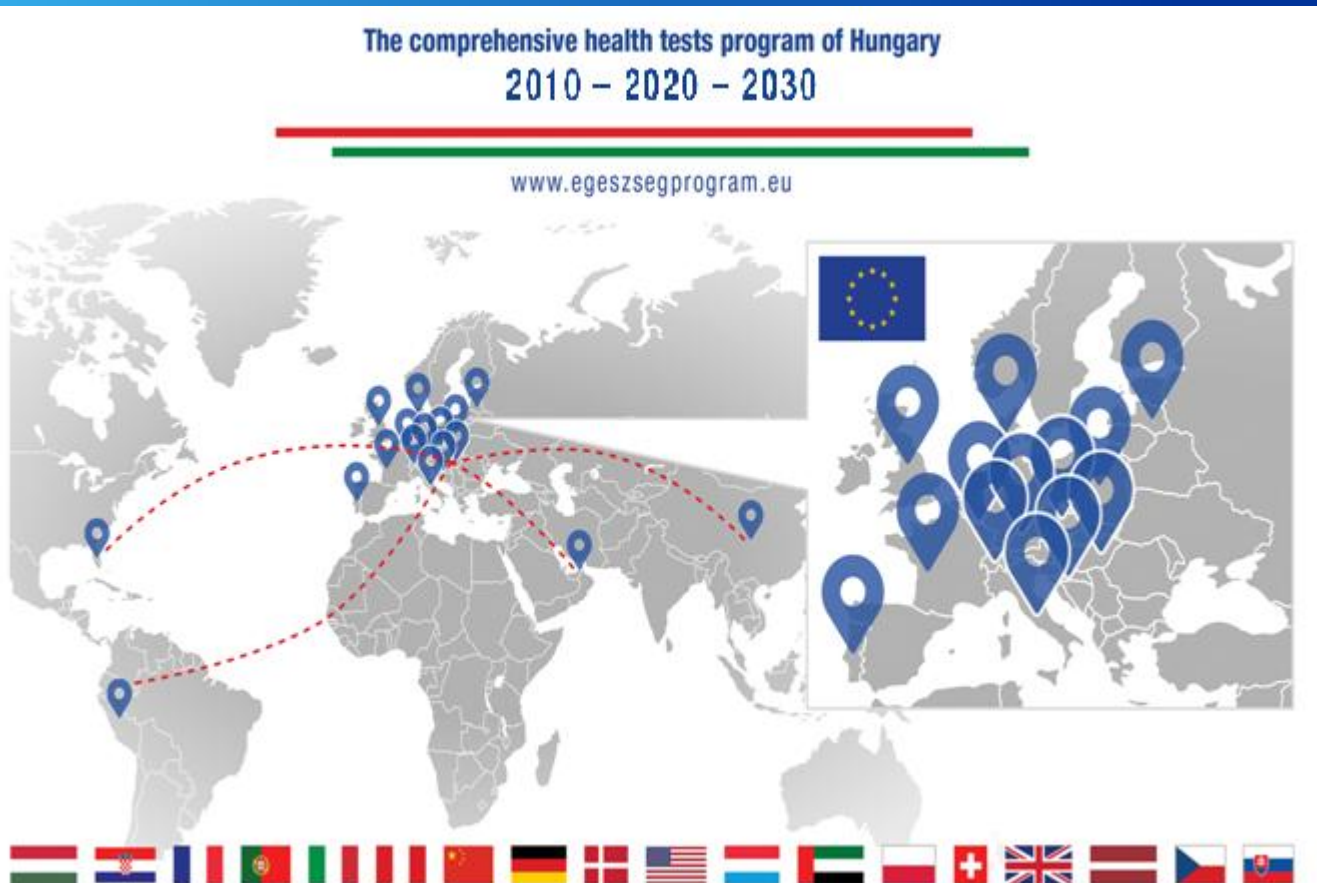 The comprehensive health tests program of Hungary
2010 – 2020 – 2030
www.egeszsegprogram.eu